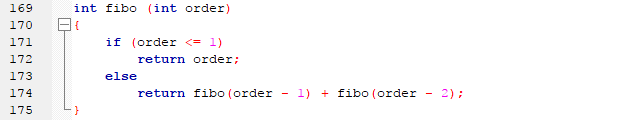 169 int fibo (int order)
170 {
171 if (order <= 1)
172 return order;
173 else
174 return fibo(order - 1) + fibo(order - 2);
175 }